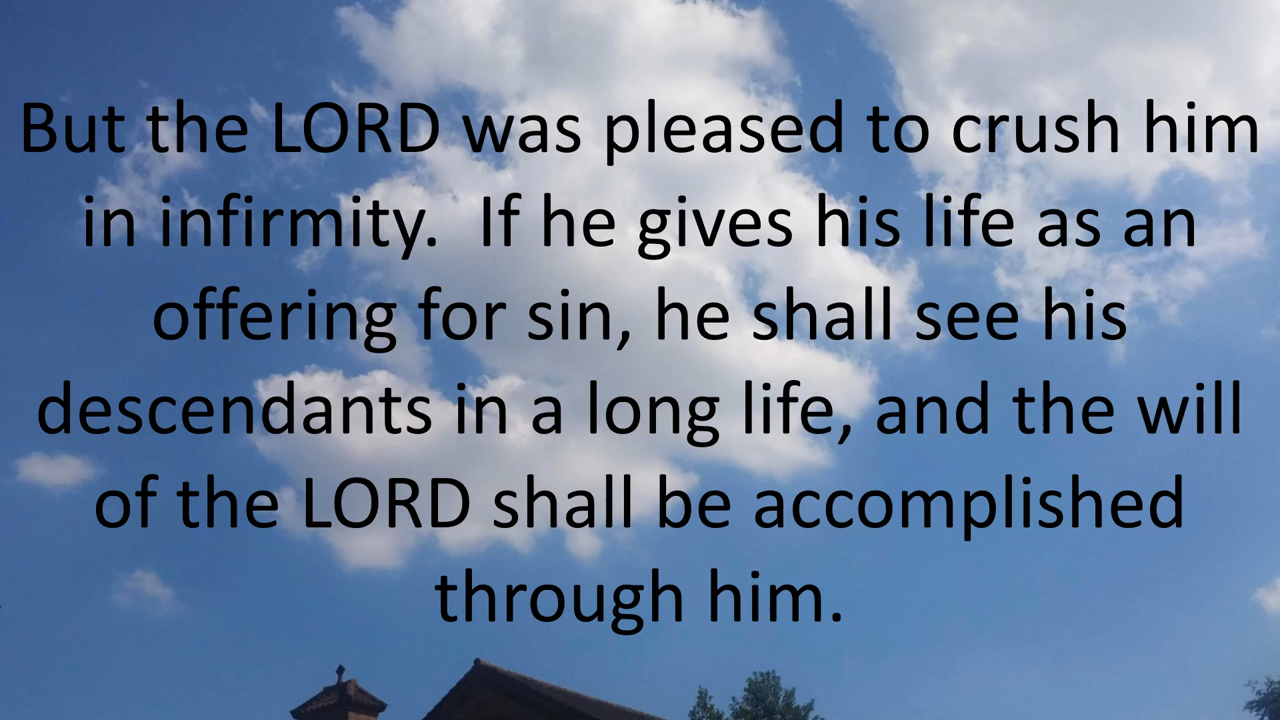 But the LORD was pleased to crush him
in infirmity.  If he gives his life as an
offering for sin, he shall see his
descendants in a long life, and the will
of the LORD shall be accomplished
through him.